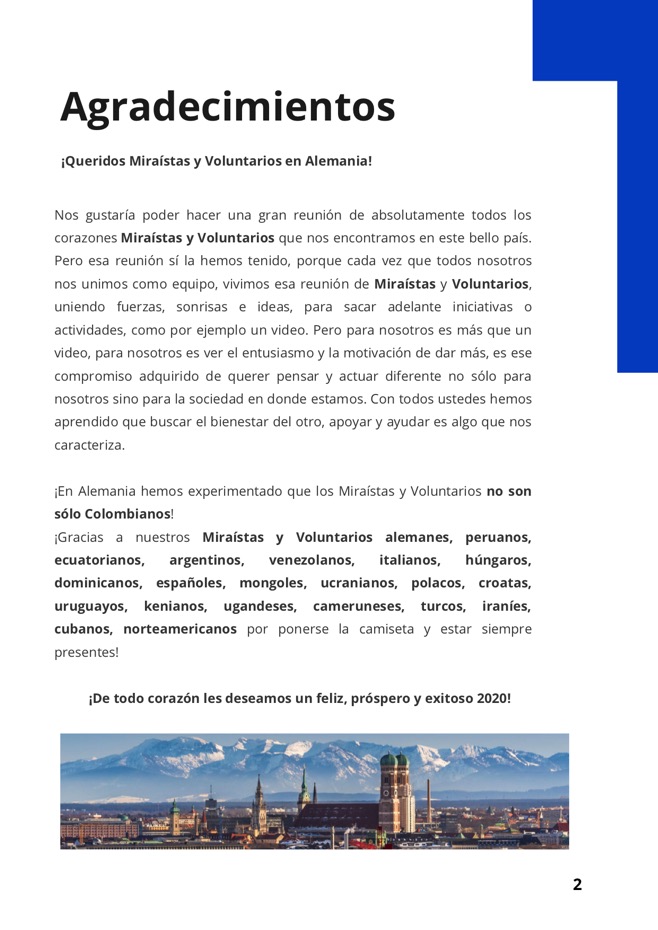 Agradecimientos
¡Queridos Miraístas y Voluntarios en Alemania!
Nos gustaría poder hacer una gran reunión de absolutamente todos los
corazones Miraístas y Voluntarios que nos encontramos en este bello país.
Pero esa reunión sí la hemos tenido, porque cada vez que todos nosotros
nos unimos como equipo, vivimos esa reunión de Miraístas y Voluntarios,
uniendo fuerzas, sonrisas e ideas, para sacar adelante iniciativas o
actividades, como por ejemplo un video. Pero para nosotros es más que un
video, para nosotros es ver el entusiasmo y la motivación de dar más, es ese
compromiso adquirido de querer pensar y actuar diferente no sólo para
nosotros sino para la sociedad en donde estamos. Con todos ustedes hemos
aprendido que buscar el bienestar del otro, apoyar y ayudar es algo que nos
caracteriza.
¡En Alemania hemos experimentado que los Miraístas y Voluntarios no son
sólo Colombianos!
¡Gracias a nuestros Miraístas y Voluntarios alemanes, peruanos,
ecuatorianos, argentinos, venezolanos, italianos, húngaros,
dominicanos, españoles, mongoles, ucranianos, polacos, croatas,
uruguayos, kenianos, ugandeses, cameruneses, turcos, iraníes,
cubanos, norteamericanos por ponerse la camiseta y estar siempre
presentes!
¡De todo corazón les deseamos un feliz, próspero y exitoso 2020!
2